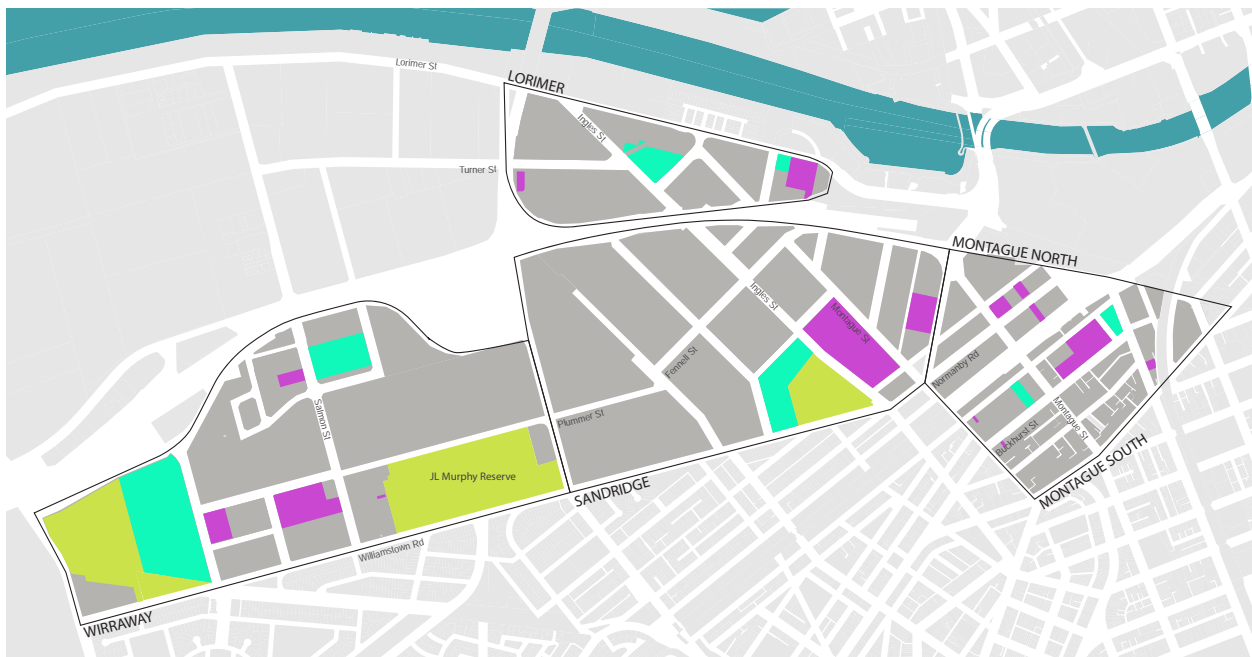 Lorimer St
LORIMER
Ingles St
Turner St
MONTAGUE NORTH
Ingles St
Montague St
Fennell St
Normanby Rd
Salmon St
Plummer St
Montague St
Buckhurst St
JL Murphy Reserve
MONTAGUE SOUTH
SANDRIDGE
Williamstown Rd
WIRRAWAY